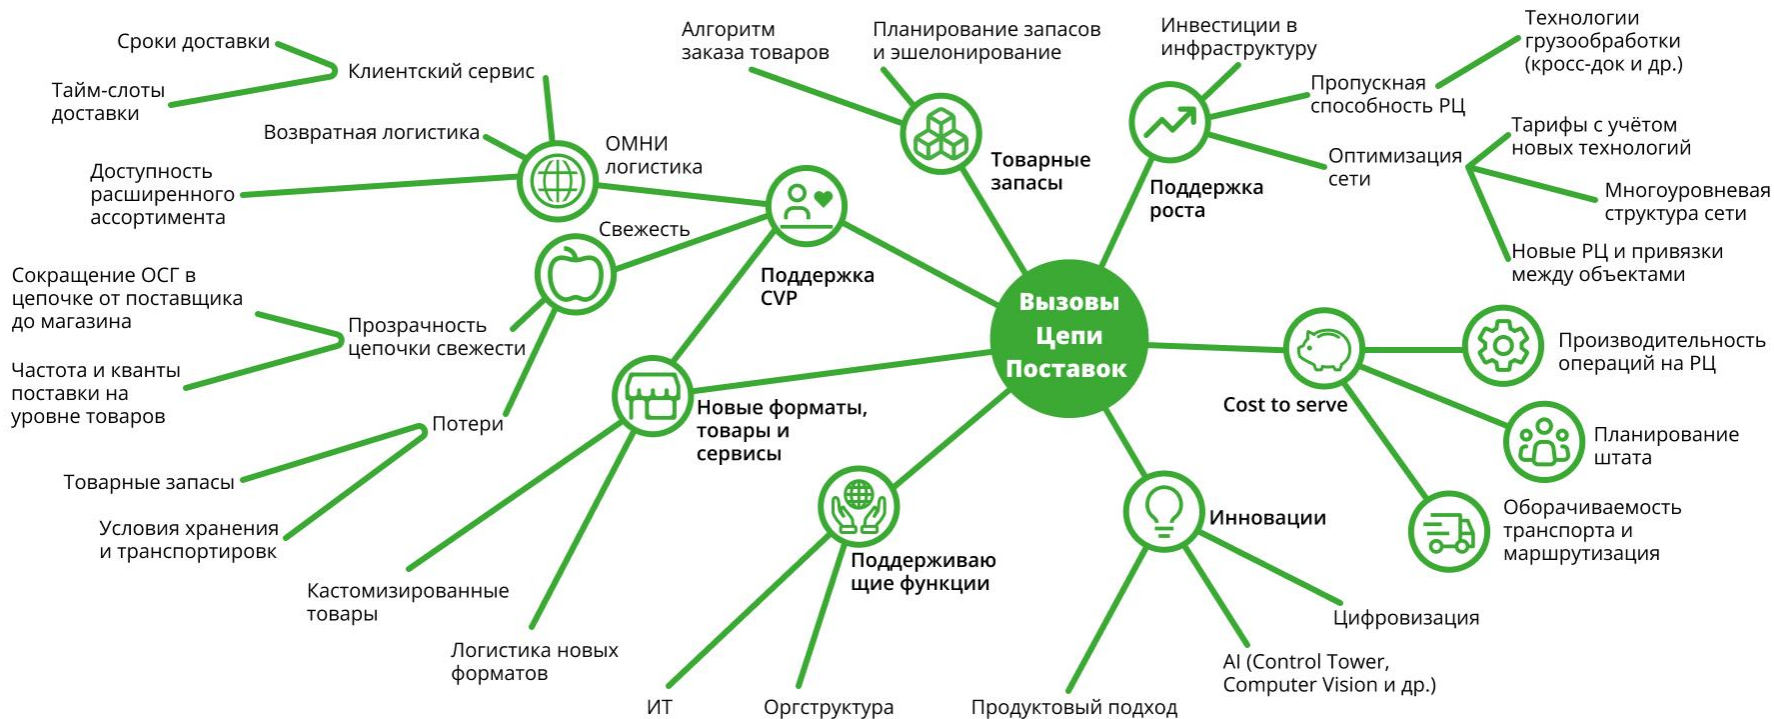 Сроки доставки
Тайм-слоты
доставки
Клиентский сервис
Возвратная логистика
Доступность
расширенного
ассортимента
ОМНИ
логистика
Свежесть
Поддержка
CVP
Сокращение ОСГ в
цепочке от поставщика
до магазина
Частота и кванты
поставки на
уровне товаров
Прозрачность
цепочки свежести
Потери
Товарные запасы
Условия хранения
и транспортировк
Новые форматы,
товары и
сервисы
Кастомизированные
товары
Логистика новых
форматов
Алгоритм
заказа товаров
Планирование запасов
и эшелонирование
Товарные
запасы
Инвестиции в
инфраструктуру
Пропускная
способность РЦ
Технологии
грузообработки
(кросс-док и др.)
Оптимизация
сети
Тарифы с учётом
новых технологий
Многоуровневая
структура сети
Новые РЦ и привязки
между объектами
Поддержка
роста
Вызовы
Цепи
Поставок
Cost to serve
Производительность
операций на РЦ
Планирование
штата
Оборачиваемость
транспорта и
маршрутизация
Инновации
Цифровизация
AI (Control Tower,
Computer Vision и др.)
Продуктовый подход
Поддерживаю
щие функции
ИТ
Оргструктура